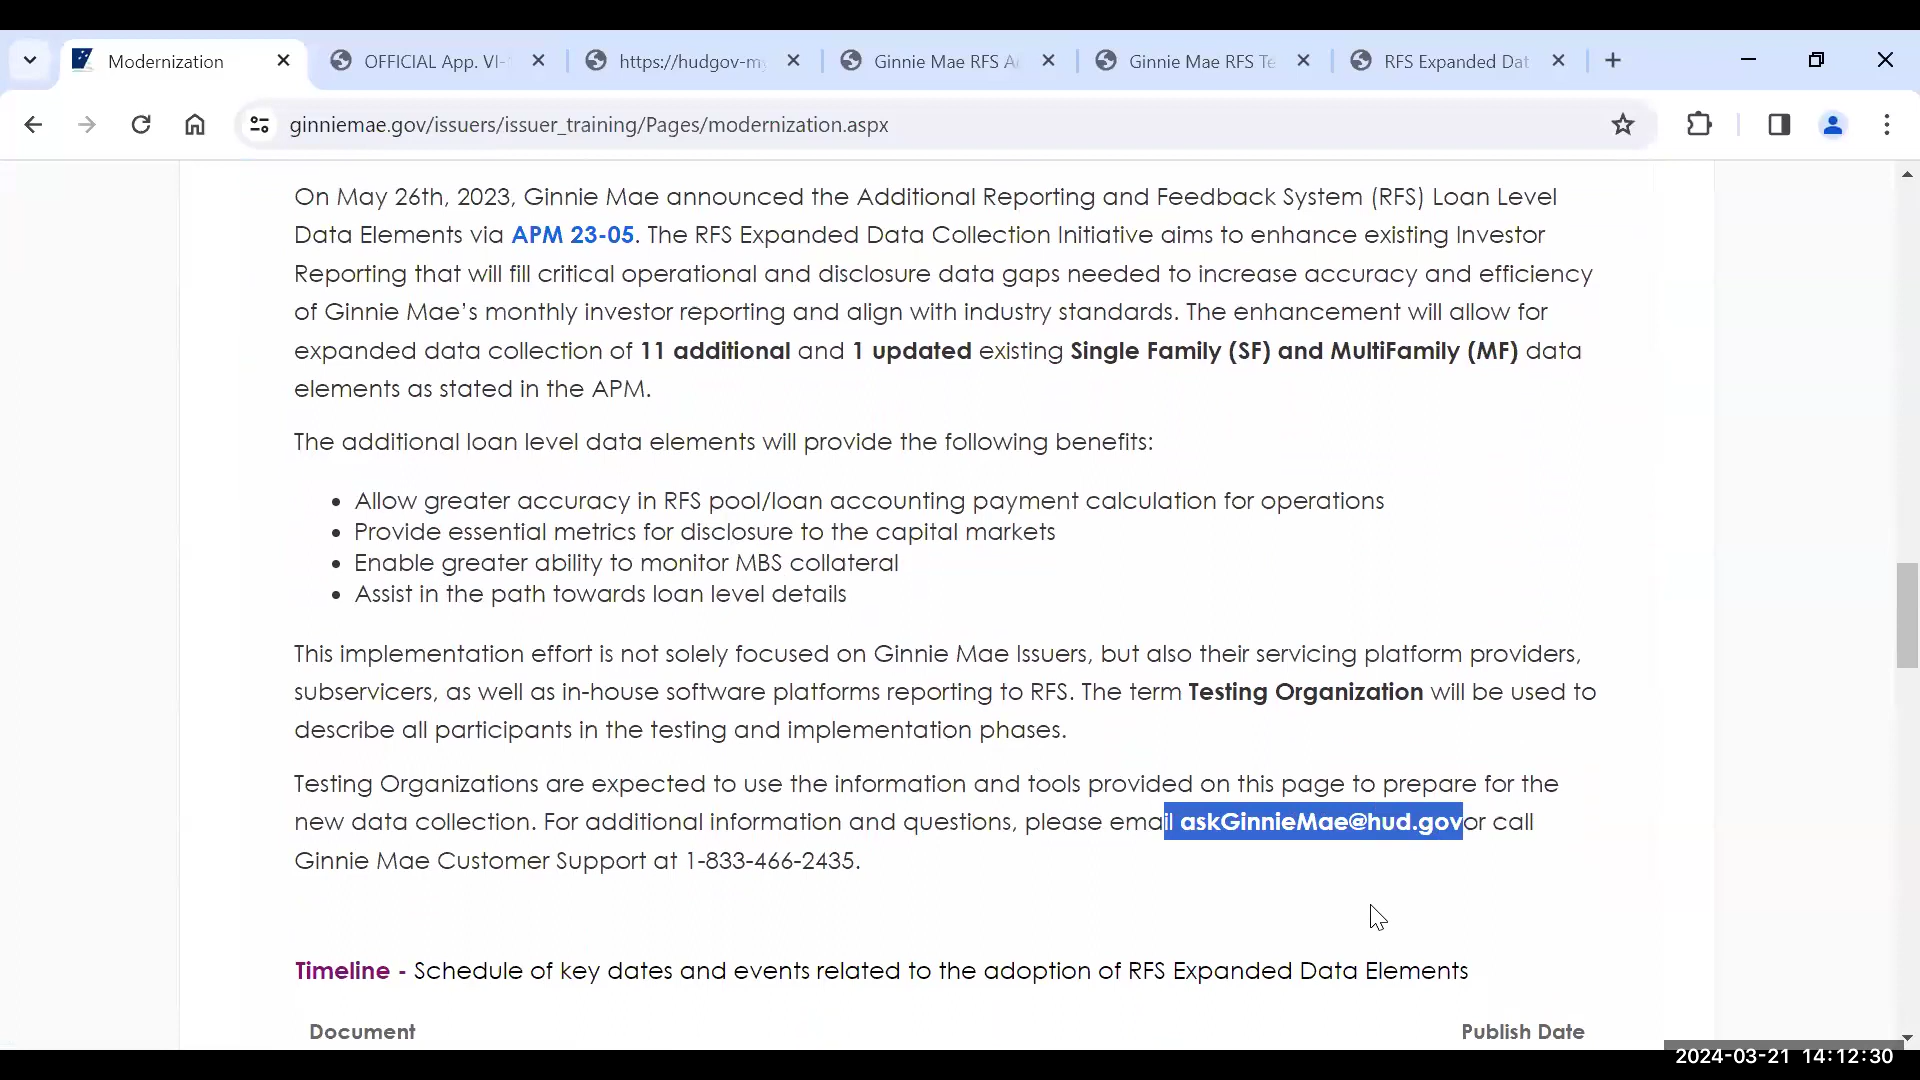 Modernization
OFFICIAL App. VI-
https://hudgov-my
Ginnie Mae RFS A
Ginnie Mae RFS Te
RFS Expanded Dat
ginniemae.gov/issuers/issuer_training/Pages/modernization.aspx
On May 26th, 2023, Ginnie Mae announced the Additional Reporting and Feedback System (RFS) Loan Level
Data Elements via APM 23-05. The RFS Expanded Data Collection Initiative aims to enhance existing Investor
Reporting that will fill critical operational and disclosure data gaps needed to increase accuracy and efficiency
of Ginnie Mae’s monthly investor reporting and align with industry standards. The enhancement will allow for
expanded data collection of 11 additional and 1 updated existing Single Family (SF) and MultiFamily (MF) data
elements as stated in the APM.
The additional loan level data elements will provide the following benefits:
• Allow greater accuracy in RFS pool/loan accounting payment calculation for operations
• Provide essential metrics for disclosure to the capital markets
• Enable greater ability to monitor MBS collateral
• Assist in the path towards loan level details
This implementation effort is not solely focused on Ginnie Mae Issuers, but also their servicing platform providers,
subservicers, as well as in-house software platforms reporting to RFS. The term Testing Organization will be used to
describe all participants in the testing and implementation phases.
Testing Organizations are expected to use the information and tools provided on this page to prepare for the
new data collection. For additional information and questions, please email askGinnieMae@hud.govor call
Ginnie Mae Customer Support at 1-833-466-2435.
Timeline - Schedule of key dates and events related to the adoption of RFS Expanded Data Elements
Document Publish Date
2024-03-21 14:12:30